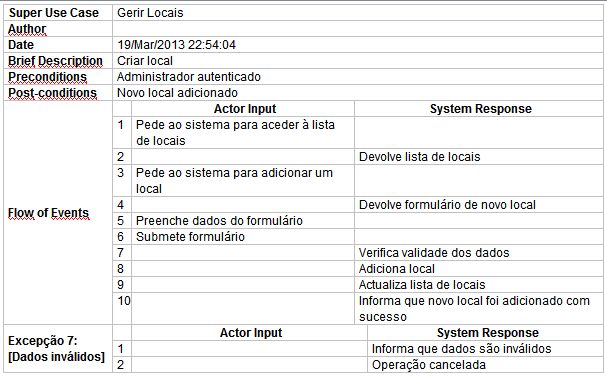 Super Use Case Gerir Locais
Author
Date 19/Mar/2013 22:54:04
Brief Description Criar local
Preconditions Administrador autenticado
Post-conditions Novo local adicionado
Flow of Events
Actor Input System Response
1 Pede ao sistema para aceder à lista
de locais
2 Devolve lista de locais
3 Pede ao sistema para adicionar um
local
4 Devolve formulário de novo local
5 Preenche dados do formulário
6 Submete formulário
7 Verifica validade dos dados
8 Adiciona local
9 Actualiza lista de locais
10 Informa que novo local foi adicionado com
sucesso
Excepção 7:
[Dados inválidos]
Actor Input System Response
1 Informa que dados são inválidos
2 Operação cancelada